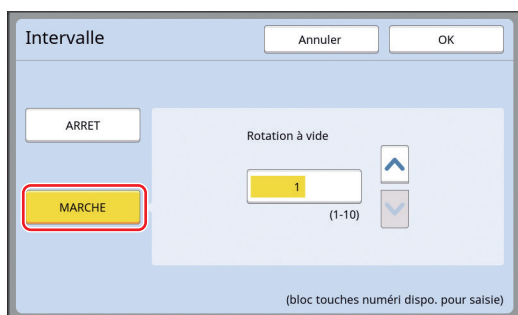 Intervalle
Annuler
OK
ARRET
Rotation à vide
1
MARCHE
(1-10)
(bloc touches numéri dispo. pour saisie)